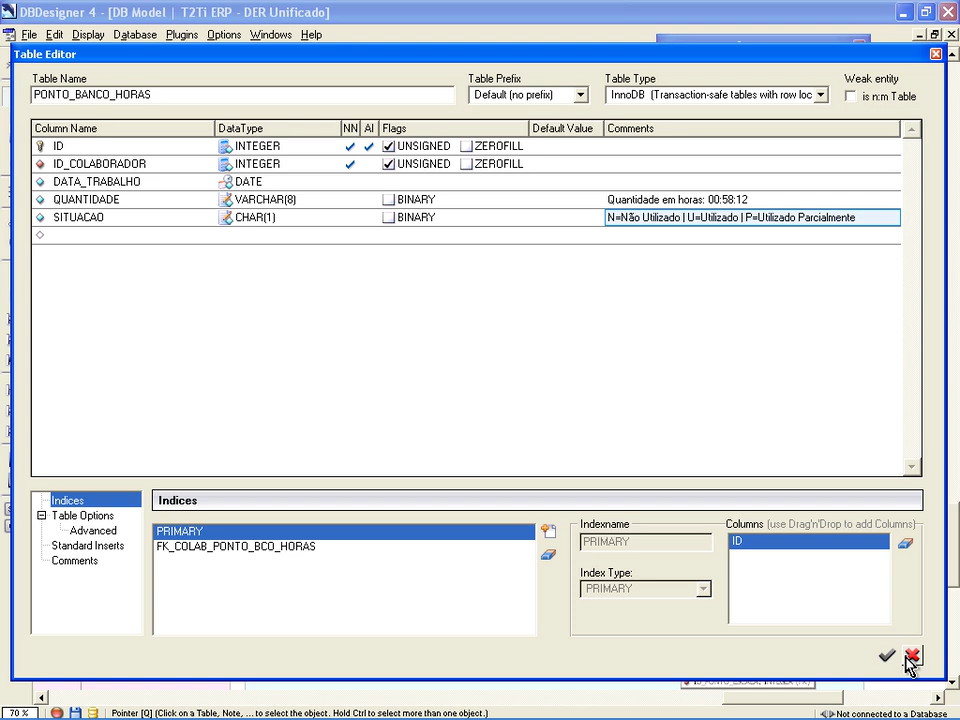 DBDesigner 4 - [DB Model | T2Ti ERP - DER Unificado]
File Edit Display Database Plugins Options Windows Help
Table Editor
Table Name
Table Prefix
Table Type
Weak entity
PONTO_BANCO_HORAS
Default (no prefix)
InnoDB (Transaction-safe tables with row loc
is n:m Table
Column Name DataType NN AI Flags Default Value Comments
ID INTEGER UNSIGNED ZEROFILL
ID_COLABORADOR INTEGER UNSIGNED ZEROFILL
DATA_TRABALHO DATE
QUANTIDADE VARCHAR(8) BINARY Quantidade em horas: 00:58:12
SITUACAO CHAR(1) BINARY N=Não Utilizado | U=Utilizado | P=Utilizado Parcialmente
Indices
Table Options
Advanced
Standard Inserts
Comments
Indices
PRIMARY
FK_COLAB_PONTO_BCO_HORAS
Indexname
PRIMARY
Index Type:
PRIMARY
Columns (use Drag'n'Drop to add Columns)
ID
70 %
Pointer [Q] (Click on a Table, Note, ... to select the object. Hold Ctrl to select more than one object.)
Not connected to a Database